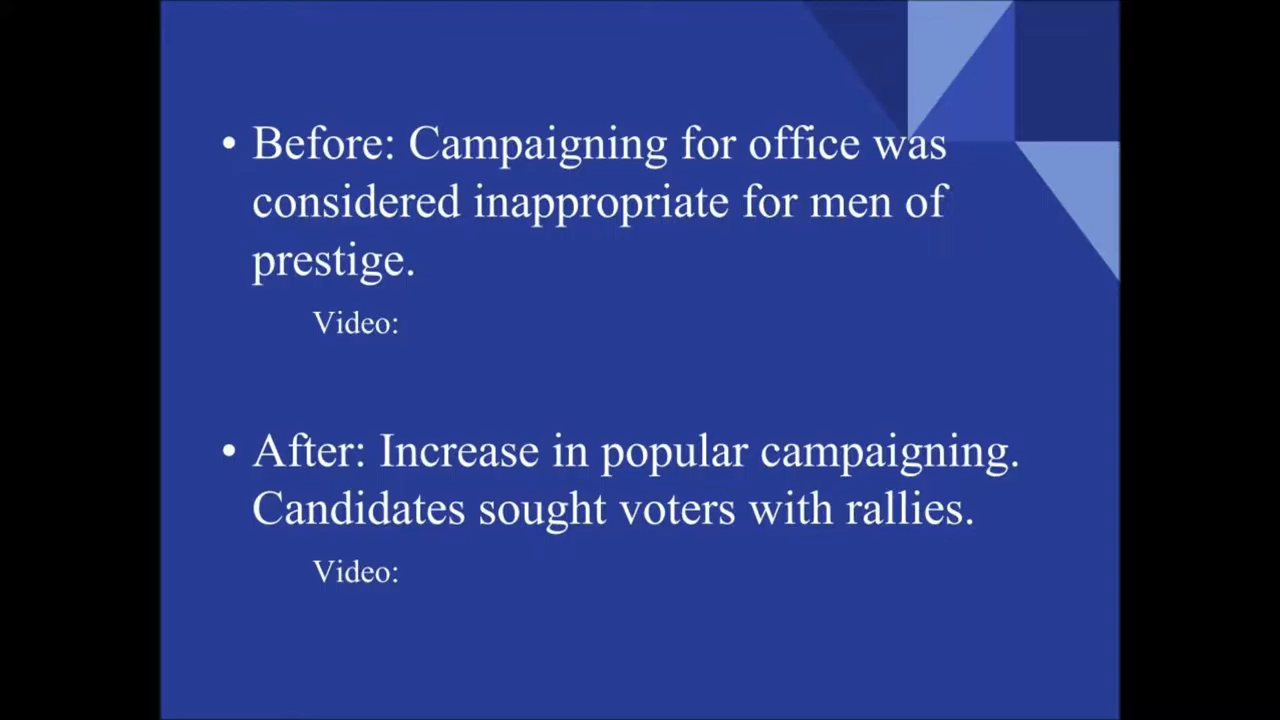 • Before: Campaigning for office was
considered inappropriate for men of
prestige.
Video:
• After: Increase in popular campaigning.
Candidates sought voters with rallies.
Video: